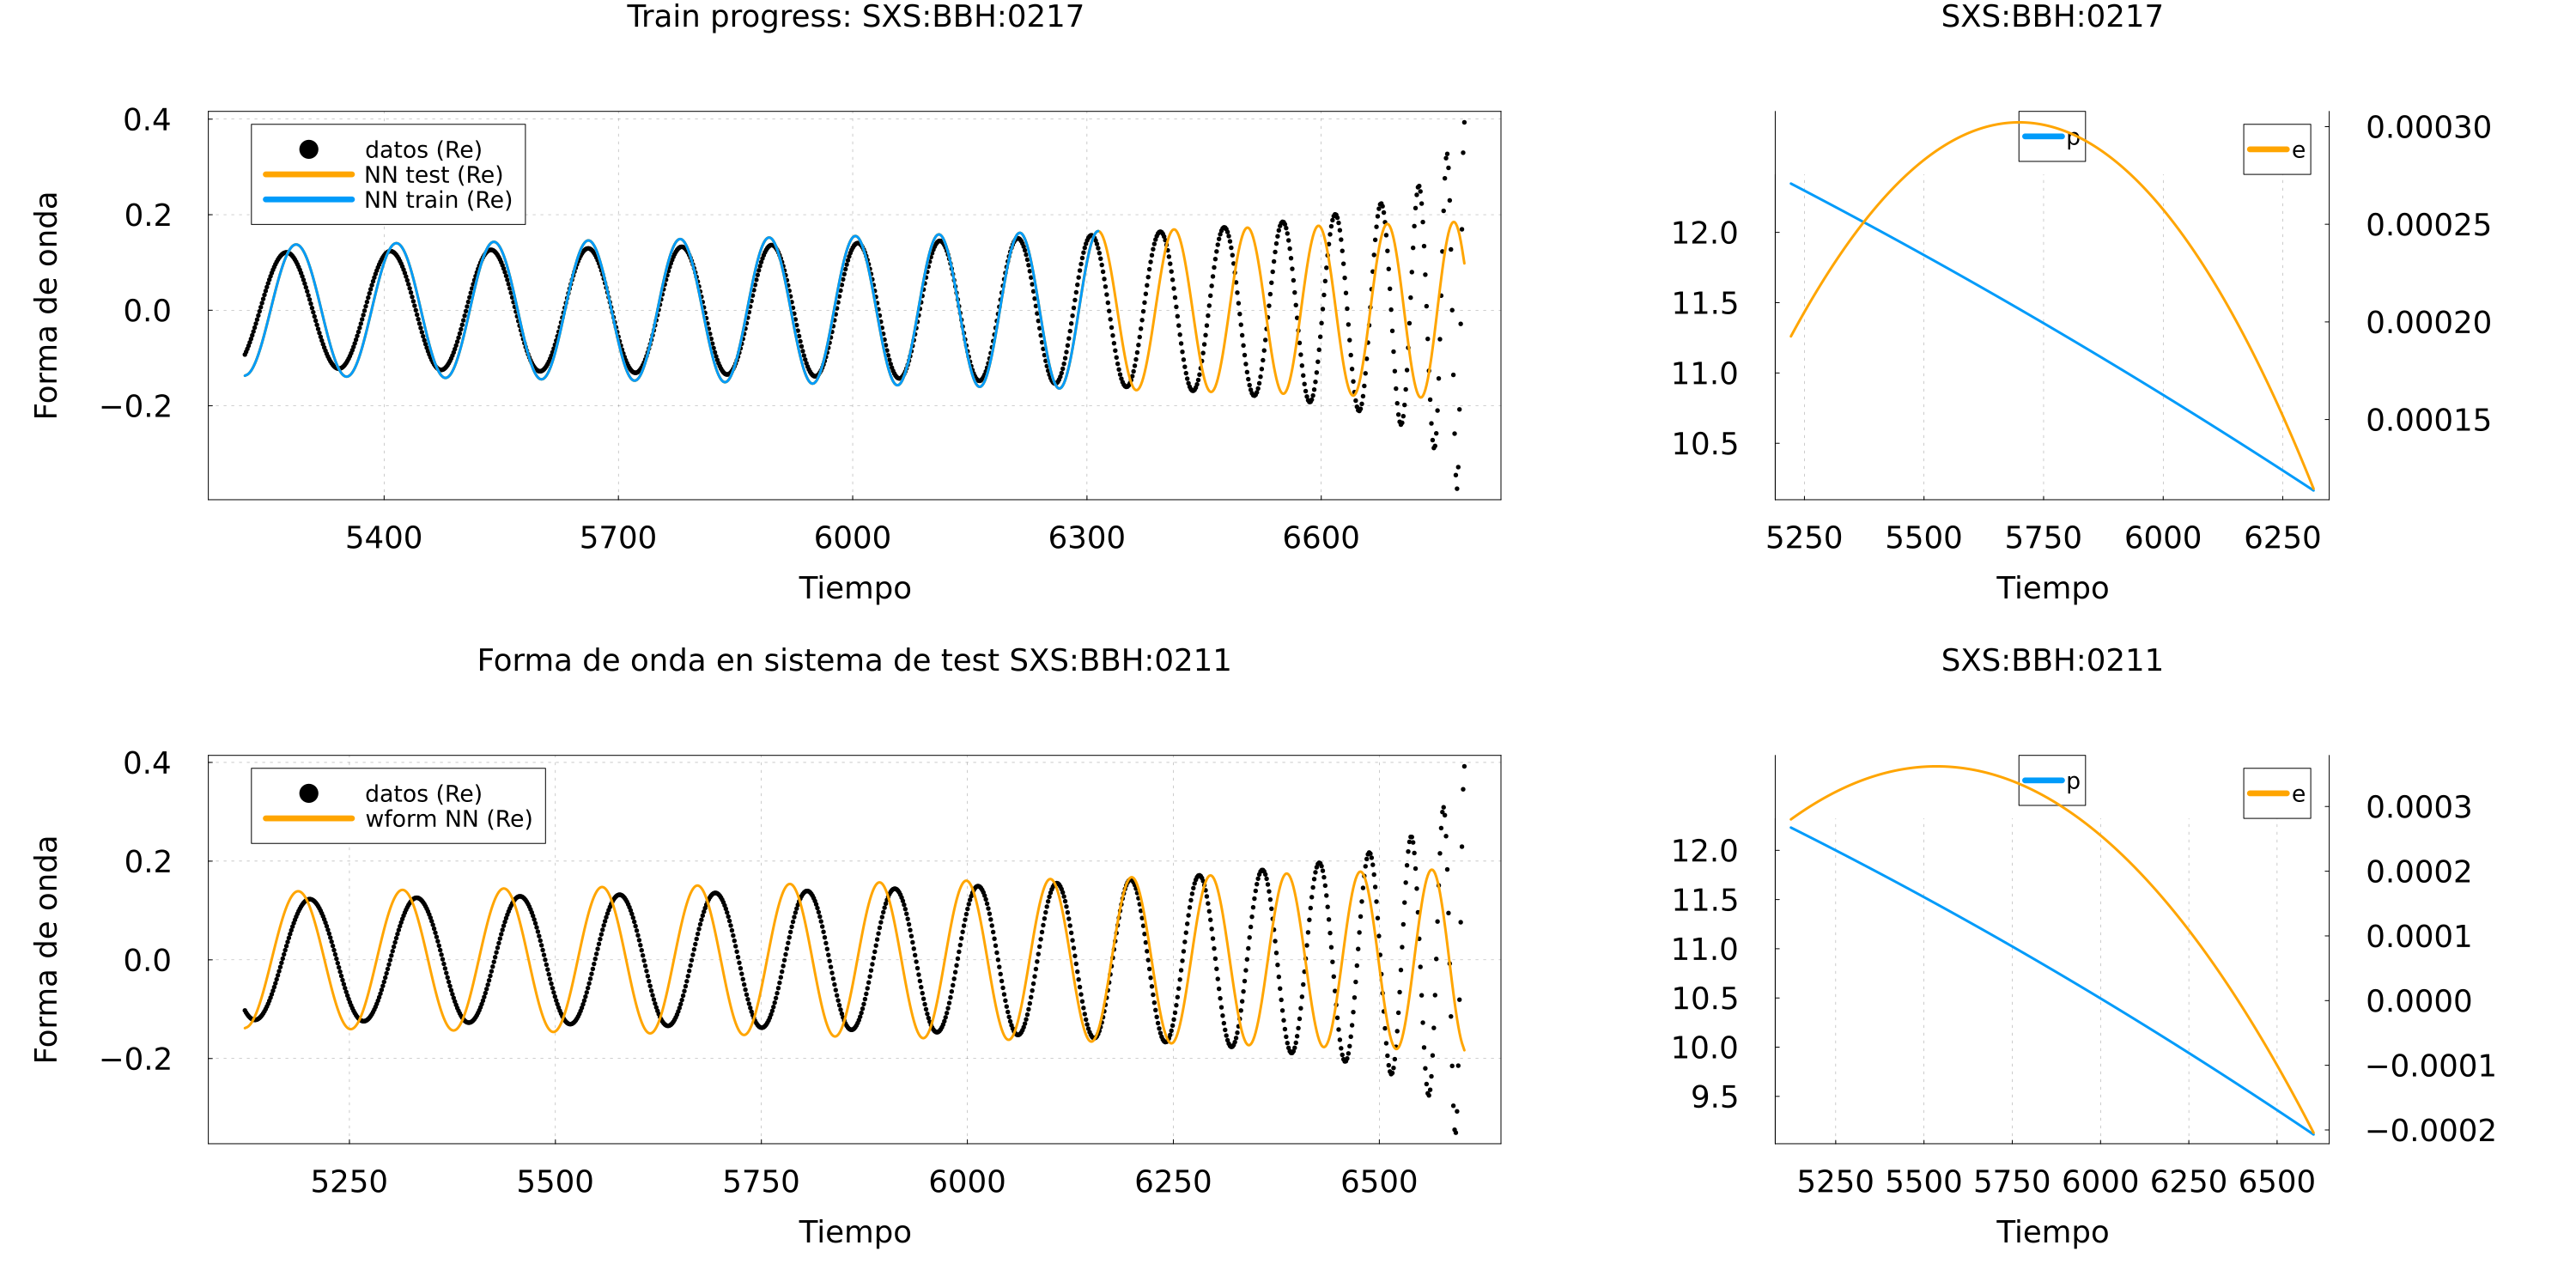 Train progress: SXS:BBH:0217
0.4
0.2
0.0
−0.2
Forma de onda
datos (Re)
NN test (Re)
NN train (Re)
5400 5700 6000 6300 6600
Tiempo
SXS:BBH:0217
12.0
11.5
11.0
10.5
p
e
0.00030
0.00025
0.00020
0.00015
5250 5500 5750 6000 6250
Tiempo
Forma de onda en sistema de test SXS:BBH:0211
0.4
0.2
0.0
−0.2
Forma de onda
datos (Re)
wform NN (Re)
5250 5500 5750 6000 6250 6500
Tiempo
SXS:BBH:0211
12.0
11.5
11.0
10.5
10.0
9.5
p
e
0.0003
0.0002
0.0001
0.0000
−0.0001
−0.0002
5250 5500 5750 6000 6250 6500
Tiempo